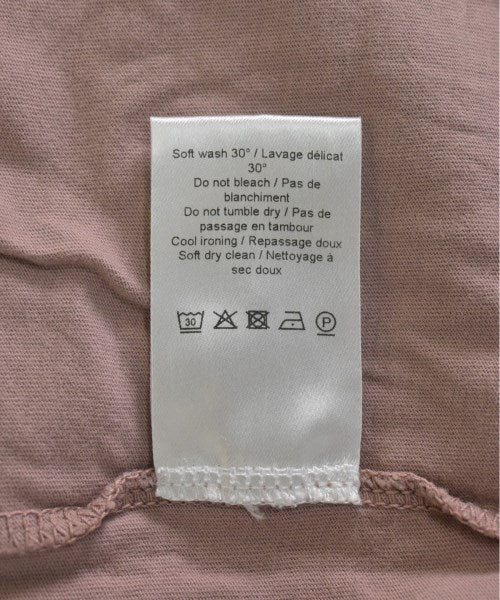 Soft wash 30° / Lavage délicat
30°
Do not bleach / Pas de
blanchiment
Do not tumble dry / Pas de
passage en tambour
Cool ironing / Repassage doux
Soft dry clean / Nettoyage à
sec doux
30 P